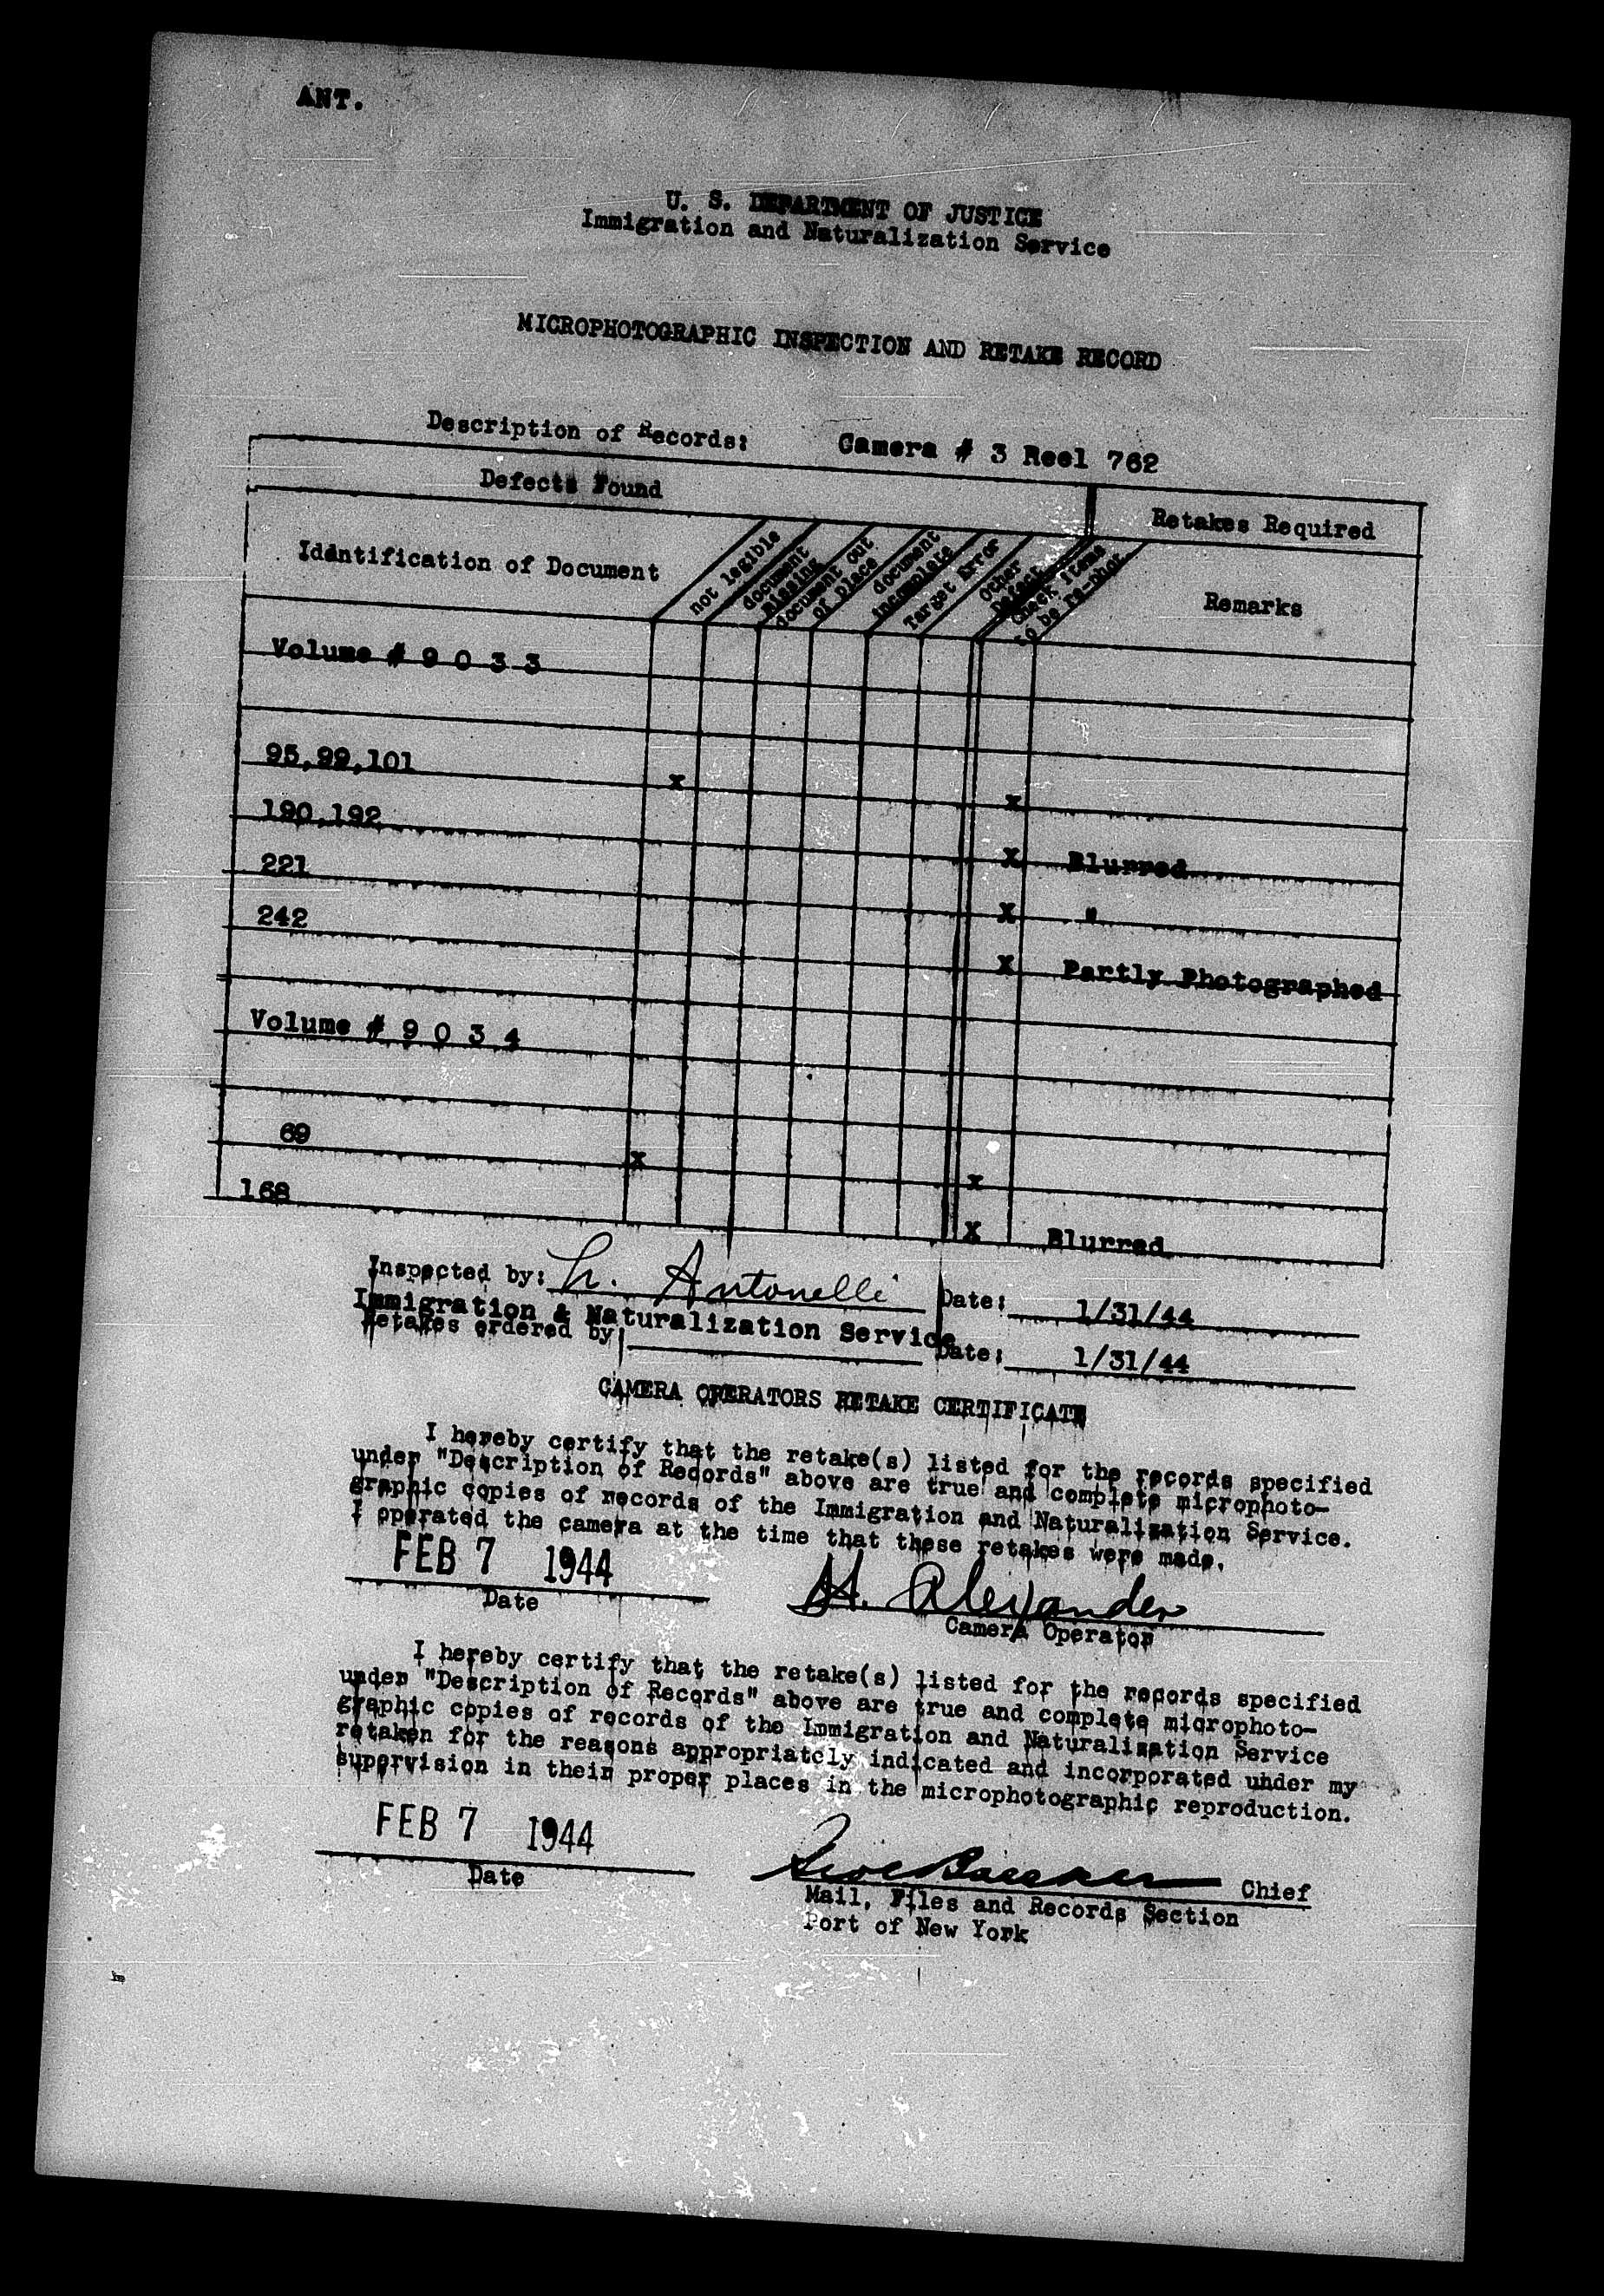 ANT.
U. S. DEPARTMENT OF JUSTICE
Immigration and Naturalization Service
MICROPHOTOGRAPHIC INSPECTION AND RETAKE RECORD
Description of Records: Camera # 3 Reel 762
Defects Found
Retakes Required
Identification of Document
not legible
document missing
document out of place
document incomplete
Target Error
Other Defect
Check items to be re-phot
Remarks
Volume # 9 0 3 3
95,99,101 x x
190,192 X Blurred
221 X "
242 X Partly Photographed
Volume # 9 0 3 4
69 x x
168 X Blurred
Inspected by: Antonelli Date: 1/31/44
Immigration & Naturalization Service
Retakes ordered by Date: 1/31/44
CAMERA OPERATORS RETAKE CERTIFICATE
I hereby certify that the retake(s) listed for the records specified
under "Description of Records" above are true and complete microphoto-
graphic copies of records of the Immigration and Naturalization Service.
I operated the camera at the time that these retakes were made.
FEB 7 1944 H. Alexander
Date Camera Operator
I hereby certify that the retake(s) listed for the records specified
under "Description of Records" above are true and complete microphoto-
graphic copies of records of the Immigration and Naturalization Service
retaken for the reasons appropriately indicated and incorporated under my
supervision in their proper places in the microphotographic reproduction.
FEB 7 1944
Date Chief
Mail, Files and Records Section
Port of New York